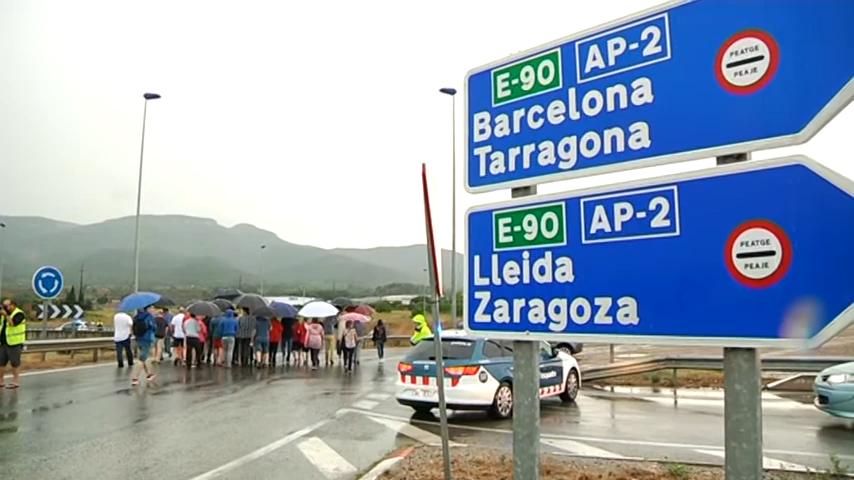 E-90 AP-2
PEATGE
PEAJE
Barcelona
Tarragona
E-90 AP-2
PEATGE
PEAJE
Lleida
Zaragoza